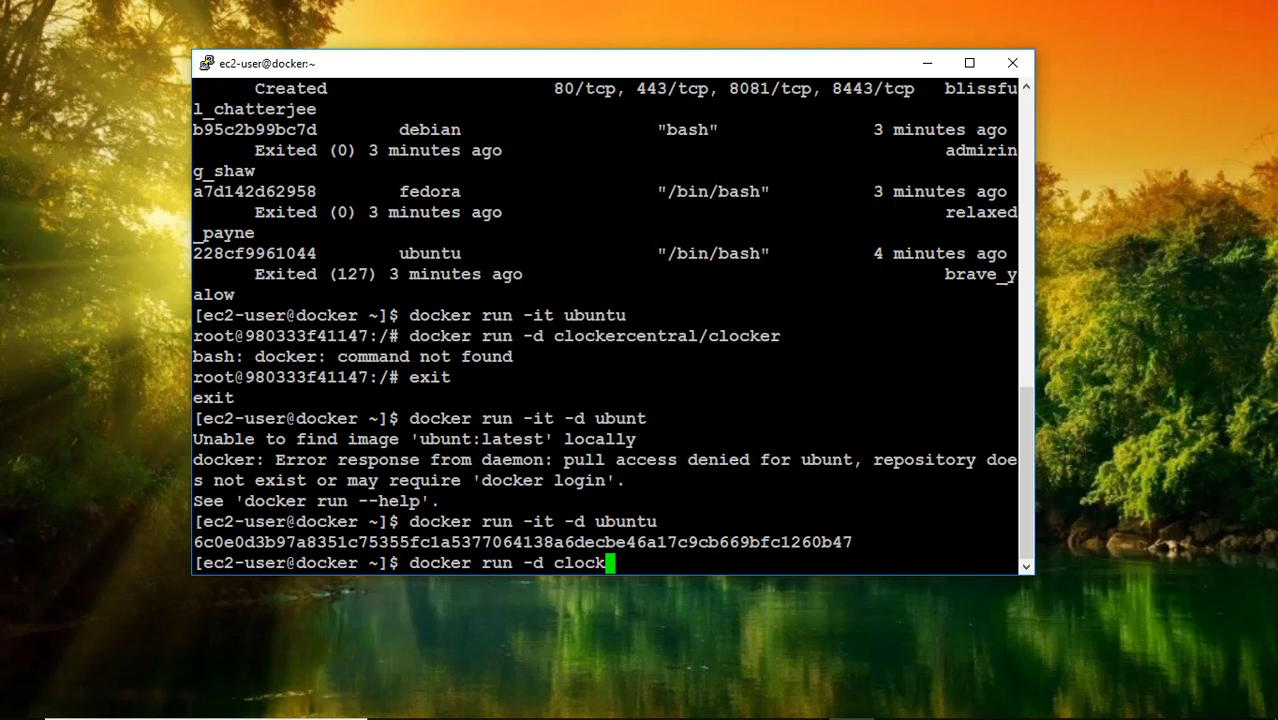 ec2-user@docker:~
Created 80/tcp, 443/tcp, 8081/tcp, 8443/tcp blissfu
l_chatterjee
b95c2b99bc7d debian "bash" 3 minutes ago
Exited (0) 3 minutes ago admirin
g_shaw
a7d142d62958 fedora "/bin/bash" 3 minutes ago
Exited (0) 3 minutes ago relaxed
_payne
228cf9961044 ubuntu "/bin/bash" 4 minutes ago
Exited (127) 3 minutes ago brave_y
alow
[ec2-user@docker ~]$ docker run -it ubuntu
root@980333f41147:/# docker run -d clockercentral/clocker
bash: docker: command not found
root@980333f41147:/# exit
exit
[ec2-user@docker ~]$ docker run -it -d ubunt
Unable to find image 'ubunt:latest' locally
docker: Error response from daemon: pull access denied for ubunt, repository doe
s not exist or may require 'docker login'.
See 'docker run --help'.
[ec2-user@docker ~]$ docker run -it -d ubuntu
6c0e0d3b97a8351c75355fc1a5377064138a6decbe46a17c9cb669bfc1260b47
[ec2-user@docker ~]$ docker run -d clock